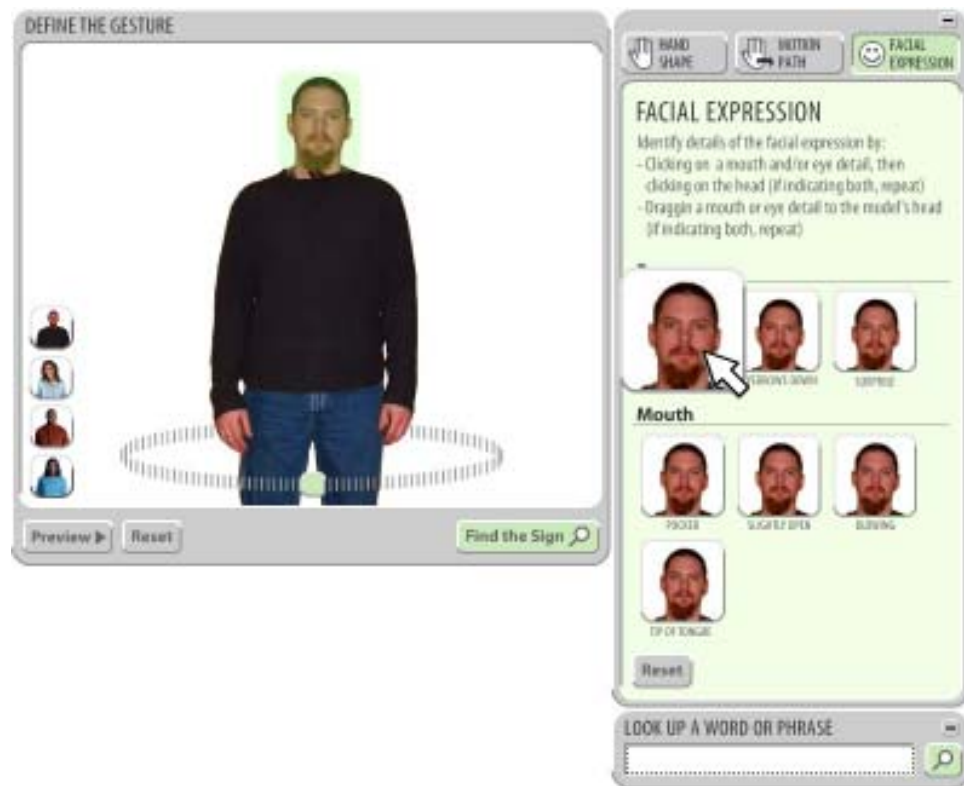 DEFINE THE GESTURE
HAND
SHAPE
MOTION
PATH
FACIAL
EXPRESSION
FACIAL EXPRESSION
Identify details of the facial expression by:
- Clicking on a mouth and/or eye detail, then
clicking on the head (if indicating both, repeat)
- Draggin a mouth or eye detail to the model's head
(if indicating both, repeat)
EYEBROWS DOWN
SURPRISE
Mouth
PUCKER
SLIGHTLY OPEN
BLOWING
TIP OF TONGUE
Reset
Preview
Reset
Find the Sign
LOOK UP A WORD OR PHRASE